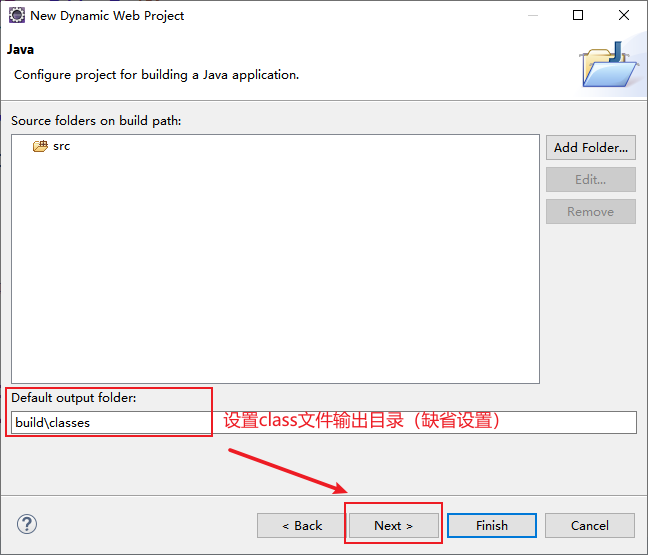 New Dynamic Web Project
Java
Configure project for building a Java application.
Source folders on build path:
src
Add Folder...
Edit...
Remove
Default output folder:
build\classes
设置class文件输出目录（缺省设置）
?
< Back
Next >
Finish
Cancel